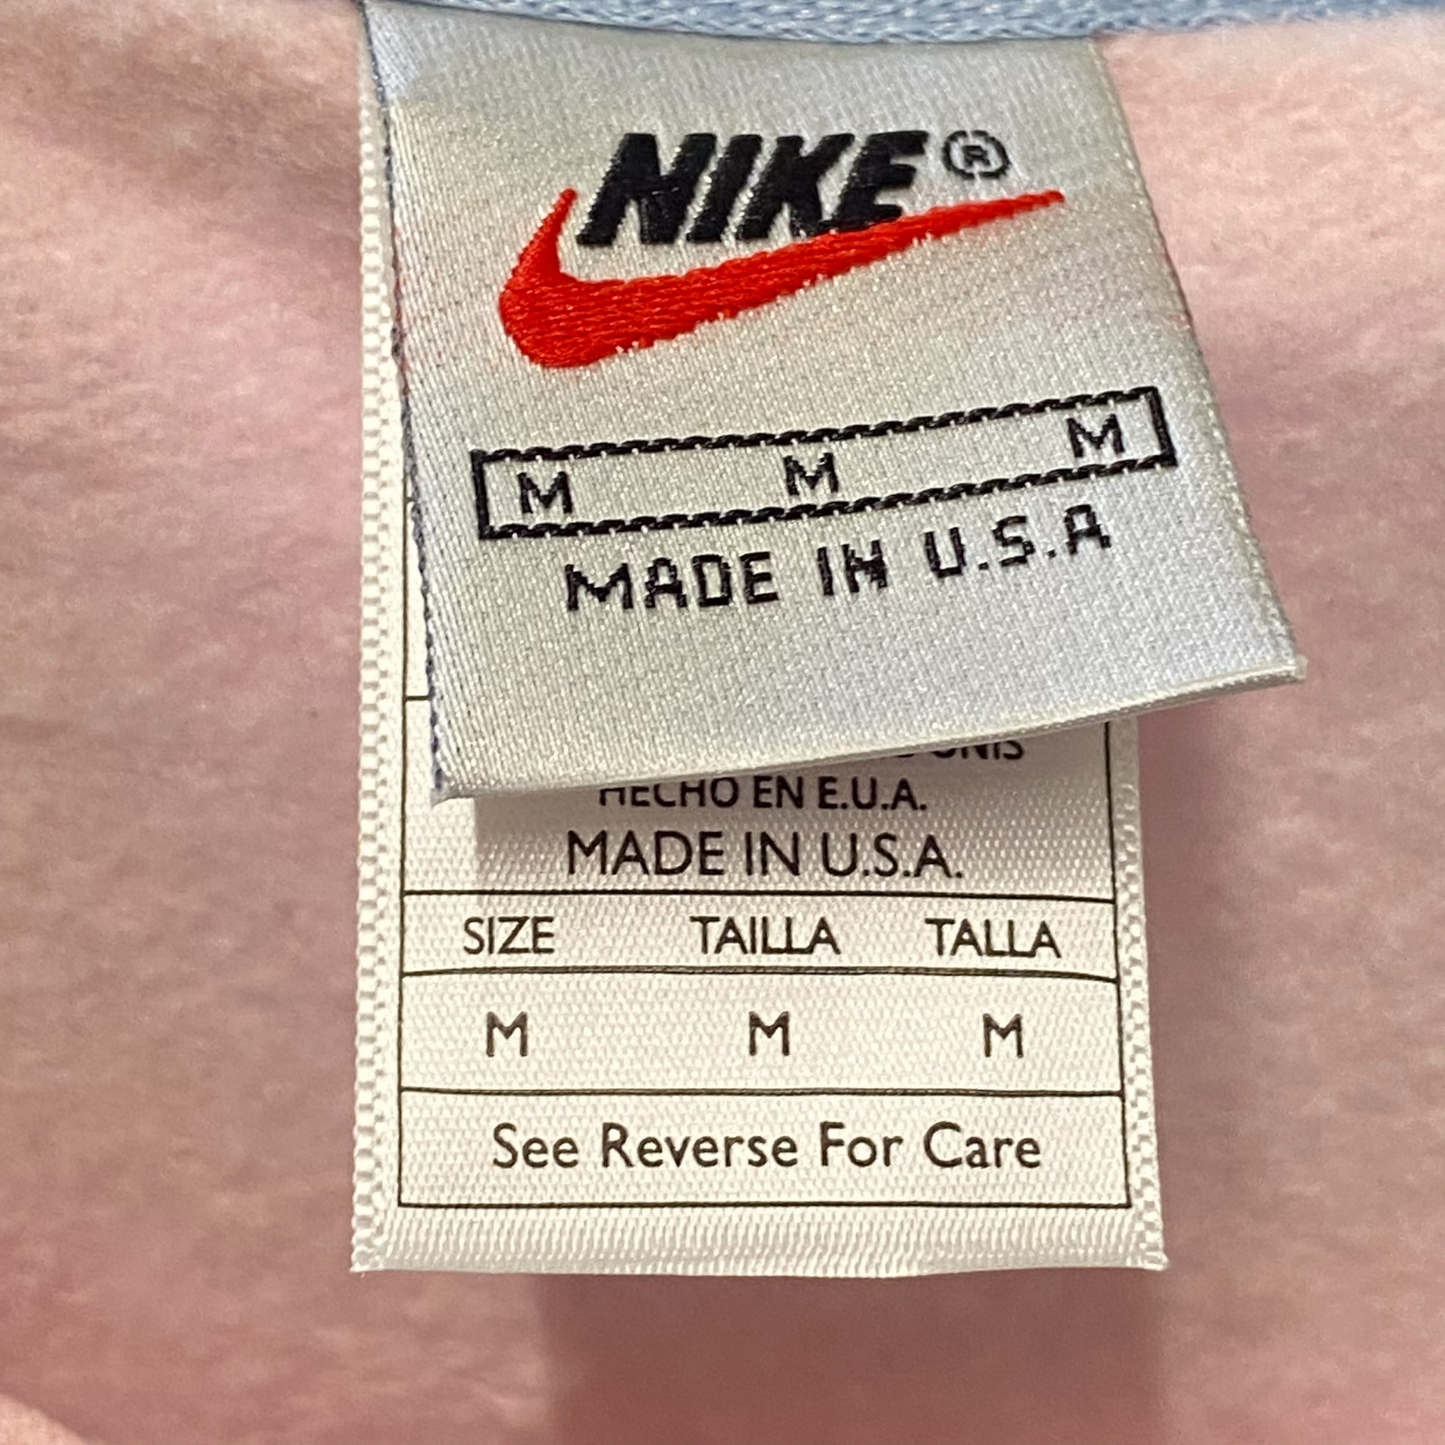 NIKE®
M M M
MADE IN U.S.A
HECHO EN E.U.A.
MADE IN U.S.A.
SIZE TAILLA TALLA
M M M
See Reverse For Care